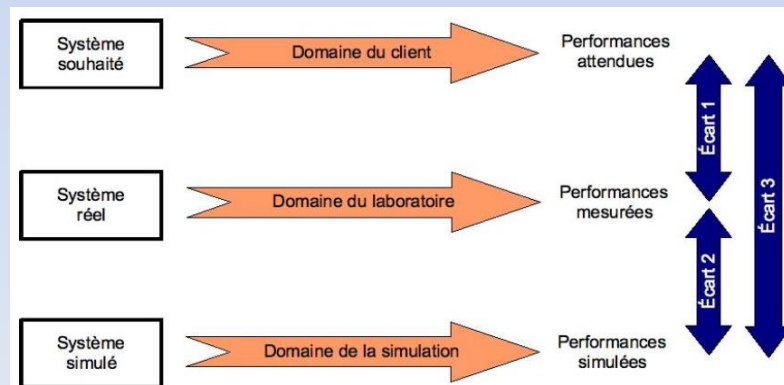 Système
souhaité
Domaine du client
Performances
attendues
Écart 1
Écart 3
Système
réel
Domaine du laboratoire
Performances
mesurées
Écart 2
Système
simulé
Domaine de la simulation
Performances
simulées